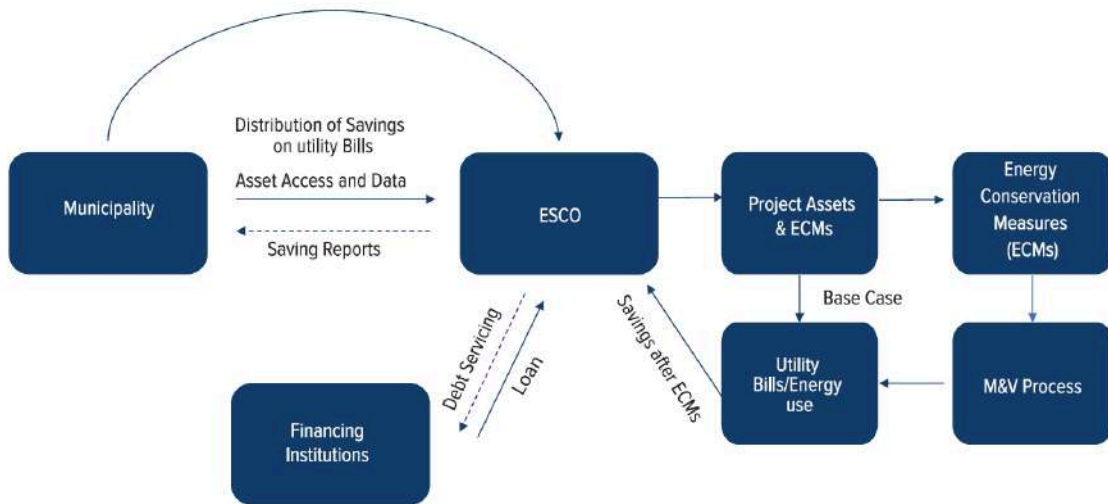 Distribution of Savings
on utility Bills
Asset Access and Data
Saving Reports
Municipality
ESCO
Project Assets
& ECMs
Energy
Conservation
Measures
(ECMs)
Base Case
Savings after ECMs
Utility
Bills/Energy
use
M&V Process
Debt Servicing
Loan
Financing
Institutions